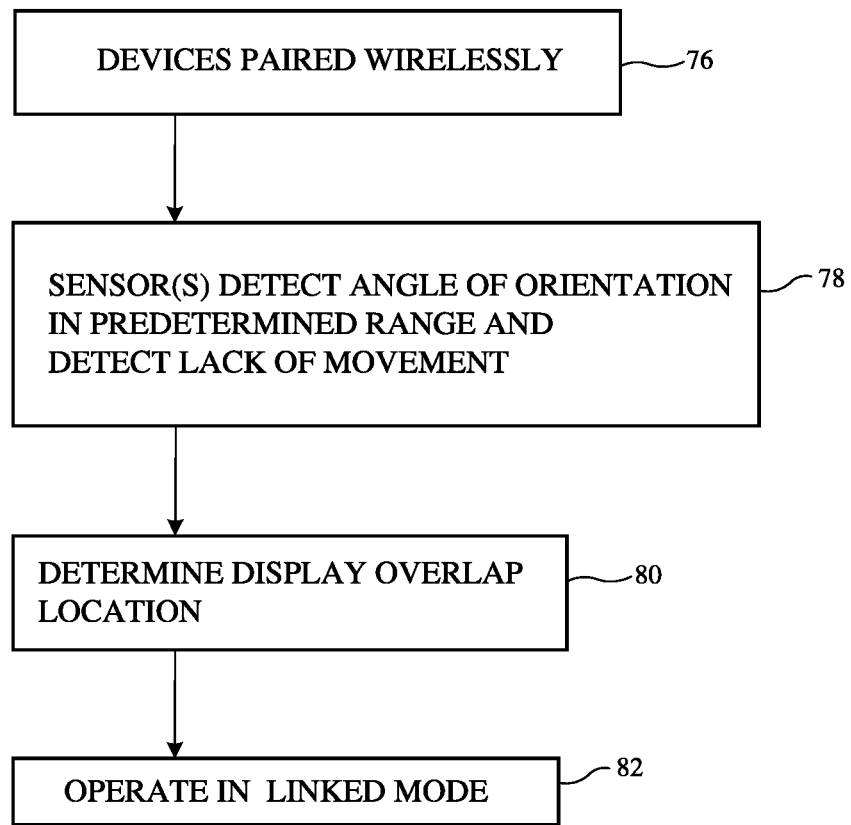 DEVICES PAIRED WIRELESSLY
76
SENSOR(S) DETECT ANGLE OF ORIENTATION
IN PREDETERMINED RANGE AND
DETECT LACK OF MOVEMENT
78
DETERMINE DISPLAY OVERLAP
LOCATION
80
OPERATE IN LINKED MODE
82